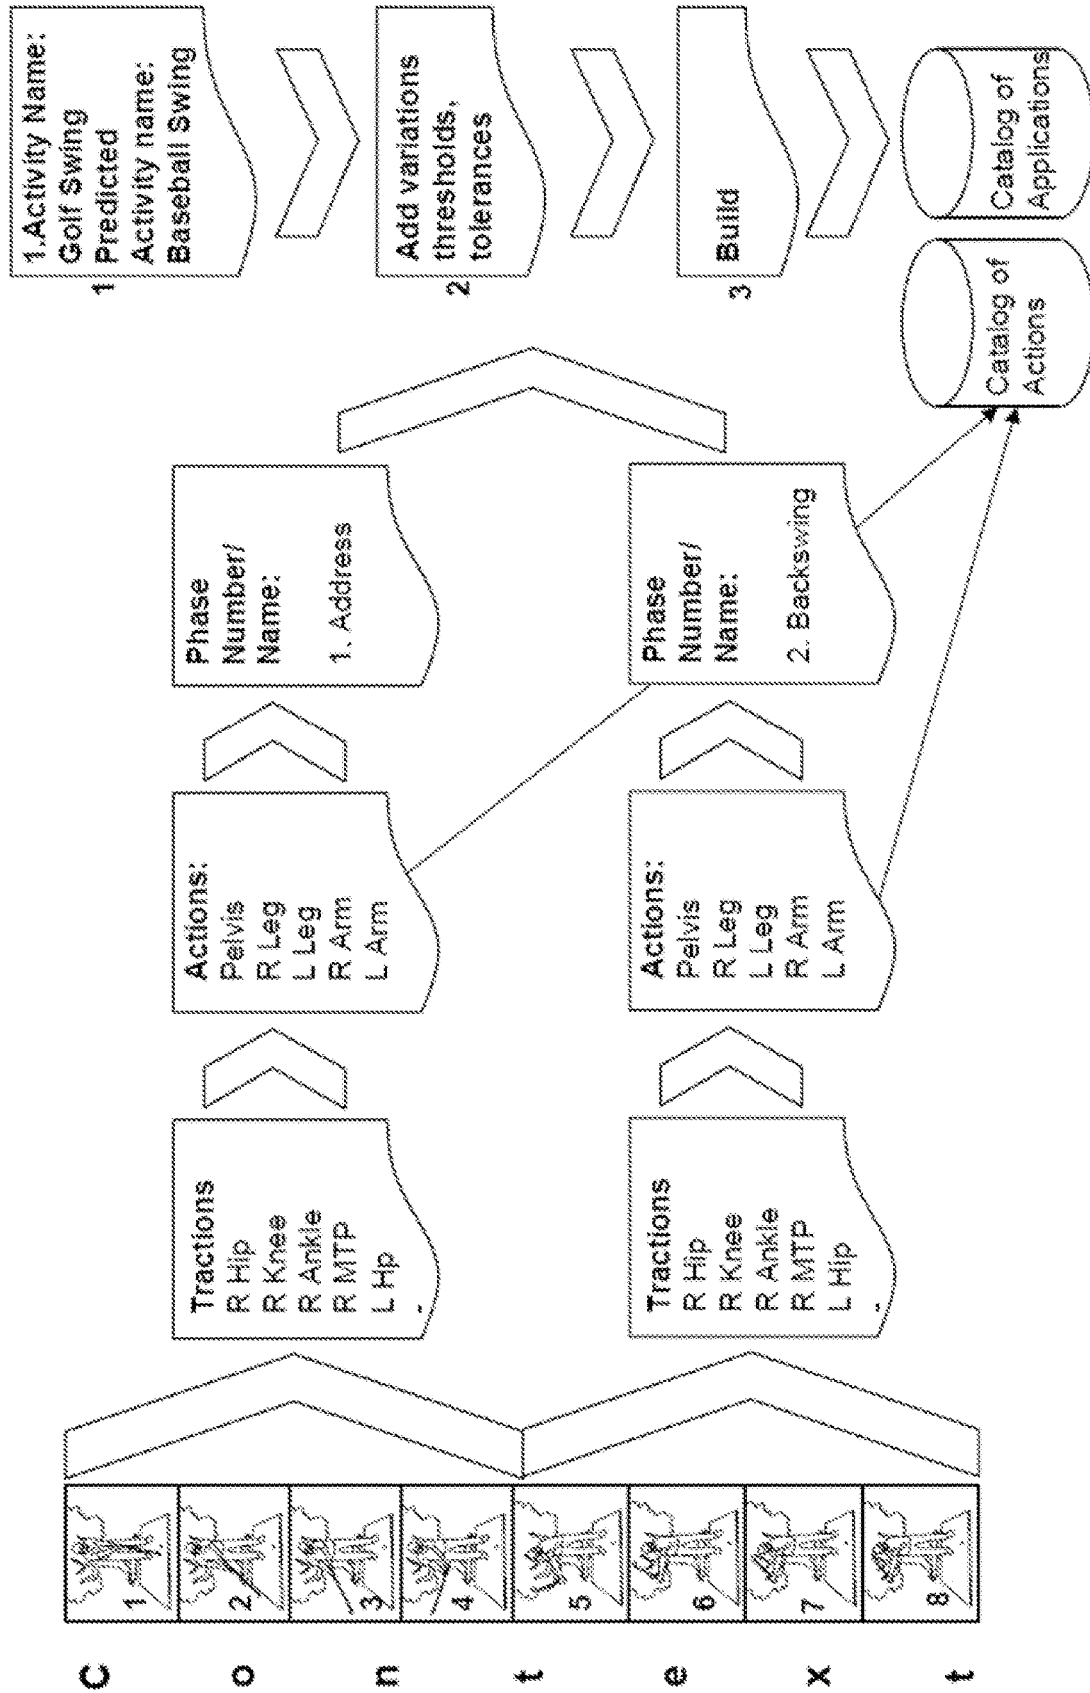 C o n t e x t
1
2
3
4
5
6
7
8
Tractions
R Hip
R Knee
R Ankle
R MTP
L Hp
-
Actions:
Pelvis
R Leg
L Leg
R Arm
L Arm
Phase
Number/
Name:
1. Address
Tractions
R Hip
R Knee
R Ankle
R MTP
L Hip
-
Actions:
Pelvis
R Leg
L Leg
R Arm
L Arm
Phase
Number/
Name:
2. Backswing
1
1.Activity Name:
Golf Swing
Predicted
Activity name:
Baseball Swing
2
Add variations
thresholds,
tolerances
3
Build
Catalog of
Actions
Catalog of
Applications